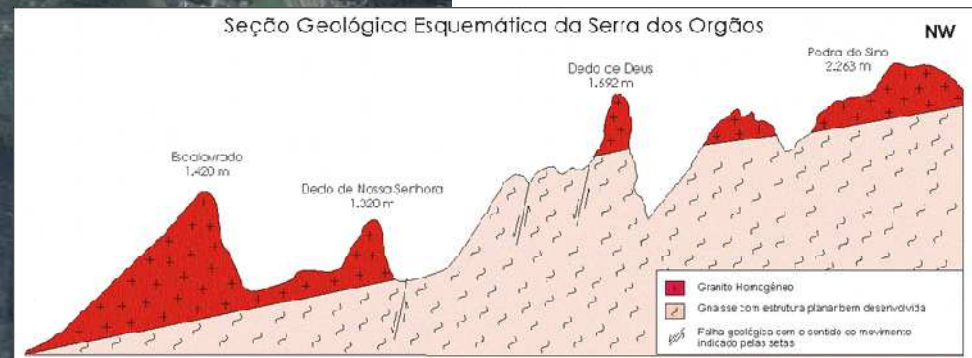 Seção Geológica Esquemática da Serra dos Orgãos
NW
Pedra do Sino
2.263 m
Dedo de Deus
1.692 m
Escalavrado
1.420 m
Dedo de Nossa Senhora
1.320 m
Granito Homogêneo
Gnaisse com estrutura planar bem desenvolvida
Falha geológica com o sentido do movimento
indicado pelas setas